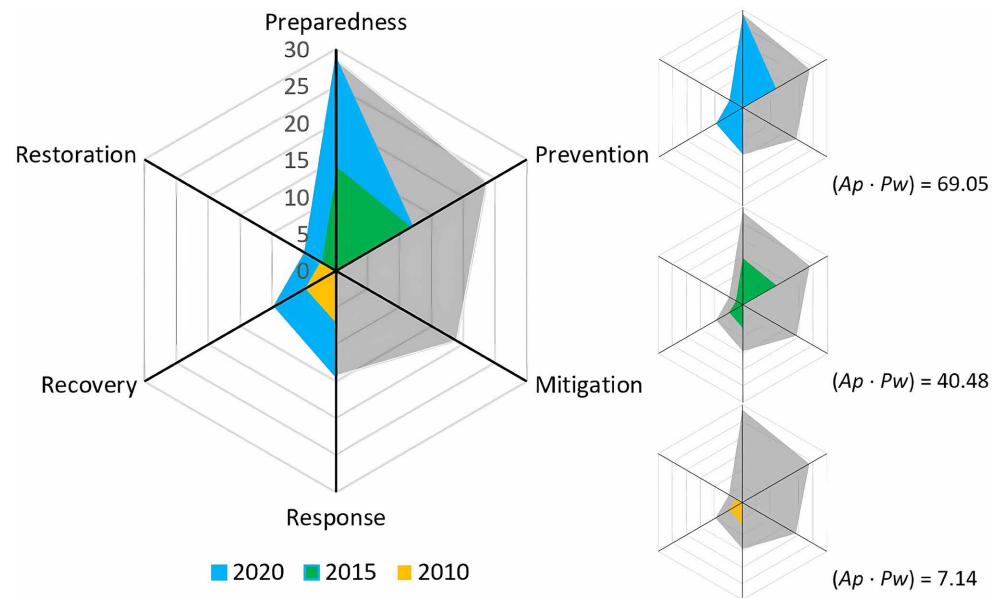 Preparedness
30
25
20
15
10
5
0
Restoration
Prevention
Recovery
Mitigation
Response
2020 2015 2010
(Ap · Pw) = 69.05
(Ap · Pw) = 40.48
(Ap · Pw) = 7.14